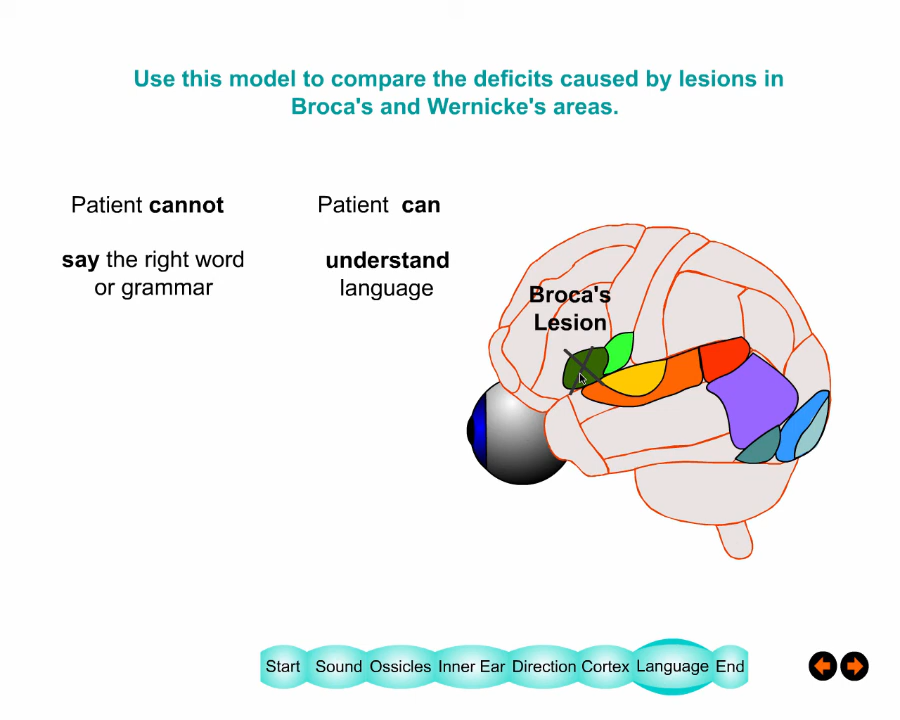 Use this model to compare the deficits caused by lesions in
Broca's and Wernicke's areas.
Patient cannot
say the right word
or grammar
Patient can
understand
language
Broca's
Lesion
Start Sound Ossicles Inner Ear Direction Cortex Language End